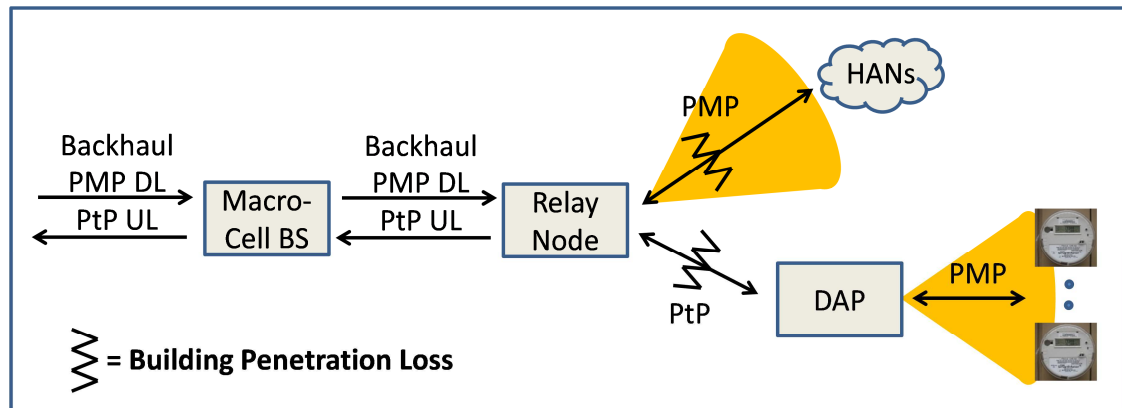 HANs
PMP
Backhaul
PMP DL
PtP UL
Macro-
Cell BS
Backhaul
PMP DL
PtP UL
Relay
Node
PtP
DAP
PMP
= Building Penetration Loss